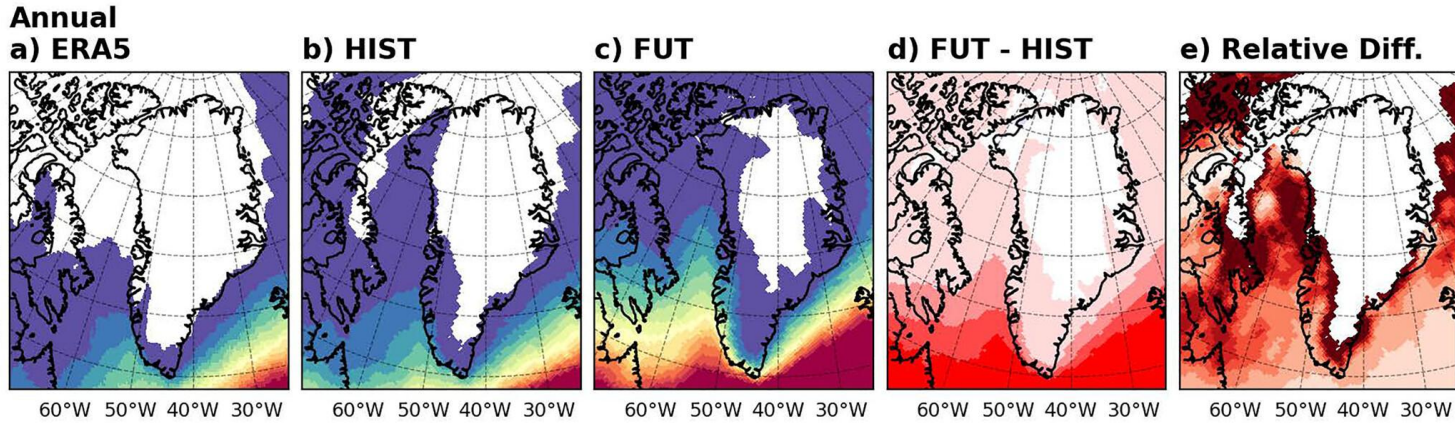 Annual
a) ERA5 b) HIST c) FUT d) FUT - HIST e) Relative Diff.
60°W 50°W 40°W 30°W 60°W 50°W 40°W 30°W 60°W 50°W 40°W 30°W 60°W 50°W 40°W 30°W 60°W 50°W 40°W 30°W